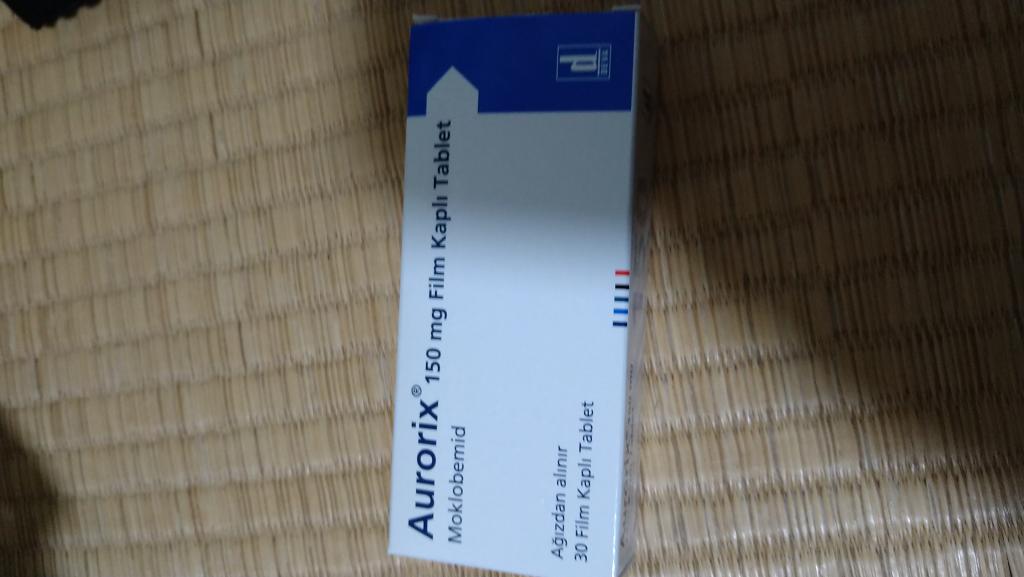 Aurorix® 150 mg Film Kaplı Tablet
Moklobemid
Ağızdan alınır
30 Film Kaplı Tablet